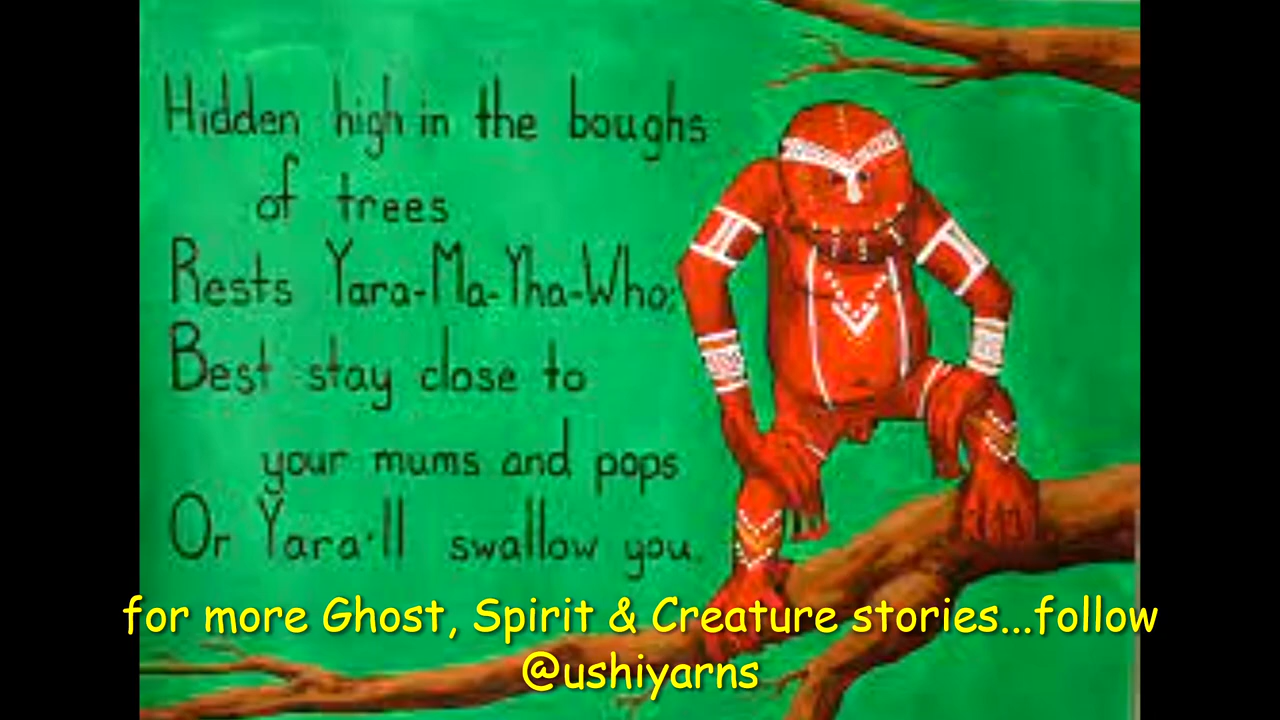 Hidden high in the boughs
of trees
Rests Yara-Ma-Yha-Who;
Best stay close to
your mums and pops
Or Yara'll swallow you.
for more Ghost, Spirit & Creature stories...follow
@ushiyarns